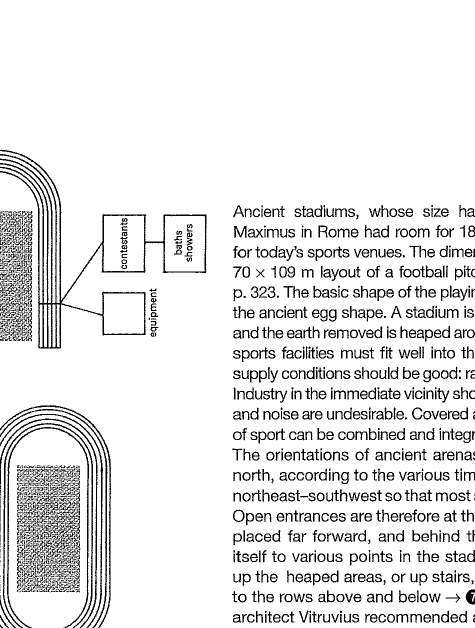 contestants
baths
showers
equipment
Ancient stadiums, whose size ha
Maximus in Rome had room for 18
for today's sports venues. The dimer
70 × 109 m layout of a football pitc
p. 323. The basic shape of the playin
the ancient egg shape. A stadium is
and the earth removed is heaped aro
sports facilities must fit well into th
supply conditions should be good: ra
Industry in the immediate vicinity sho
and noise are undesirable. Covered a
of sport can be combined and integr
The orientations of ancient arenas
north, according to the various tim
northeast–southwest so that most s
Open entrances are therefore at th
placed far forward, and behind th
itself to various points in the stad
up the heaped areas, or up stairs,
to the rows above and below → 7
architect Vitruvius recommended a